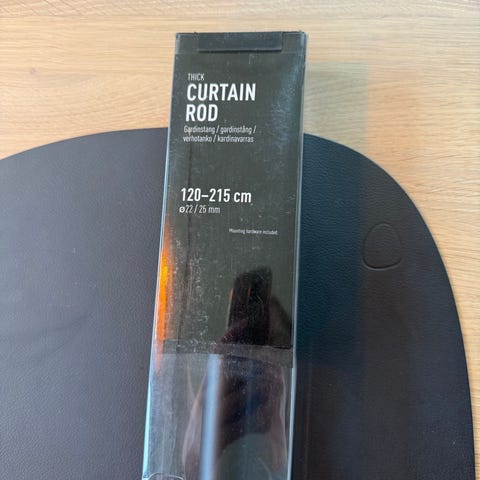 THICK
CURTAIN
ROD
Gardinstang / gardinstång /
verhotanko / kardinavarras
120–215 cm
ø22 / 25 mm
Mounting hardware included